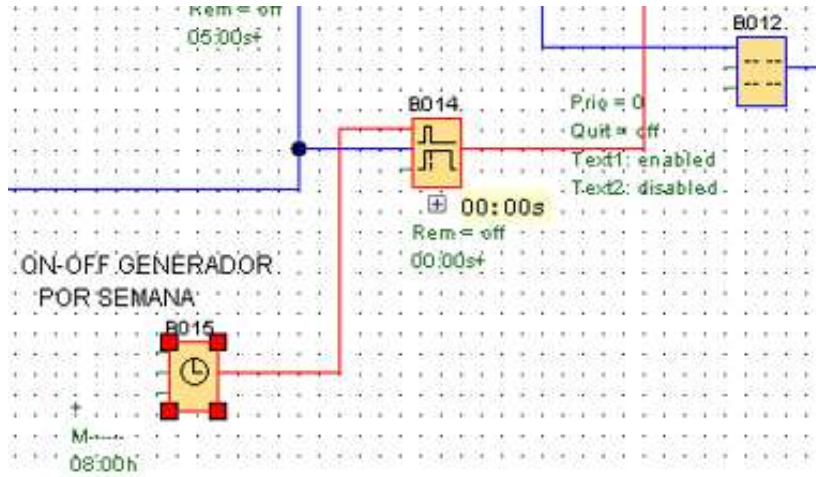 Rem = off
05:00s+
B012
B014
Prio = 0
Quit = off
Text1: enabled
Text2: disabled
00:00s
Rem = off
00:00s+
ON-OFF GENERADOR
POR SEMANA
B015
+
M------
08:00h